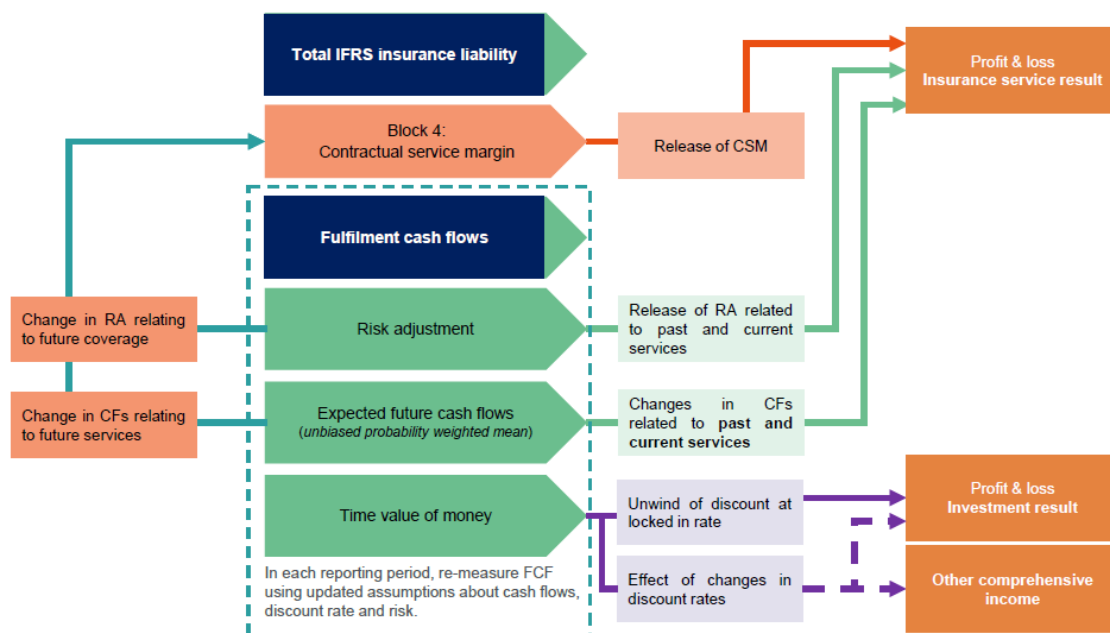 Total IFRS insurance liability
Profit & loss
Insurance service result
Block 4:
Contractual service margin
Release of CSM
Fulfilment cash flows
Change in RA relating
to future coverage
Risk adjustment
Release of RA related
to past and current
services
Change in CFs relating
to future services
Expected future cash flows
(unbiased probability weighted mean)
Changes in CFs
related to past and
current services
Time value of money
Unwind of discount at
locked in rate
Profit & loss
Investment result
In each reporting period, re-measure FCF
using updated assumptions about cash flows,
discount rate and risk.
Effect of changes in
discount rates
Other comprehensive
income